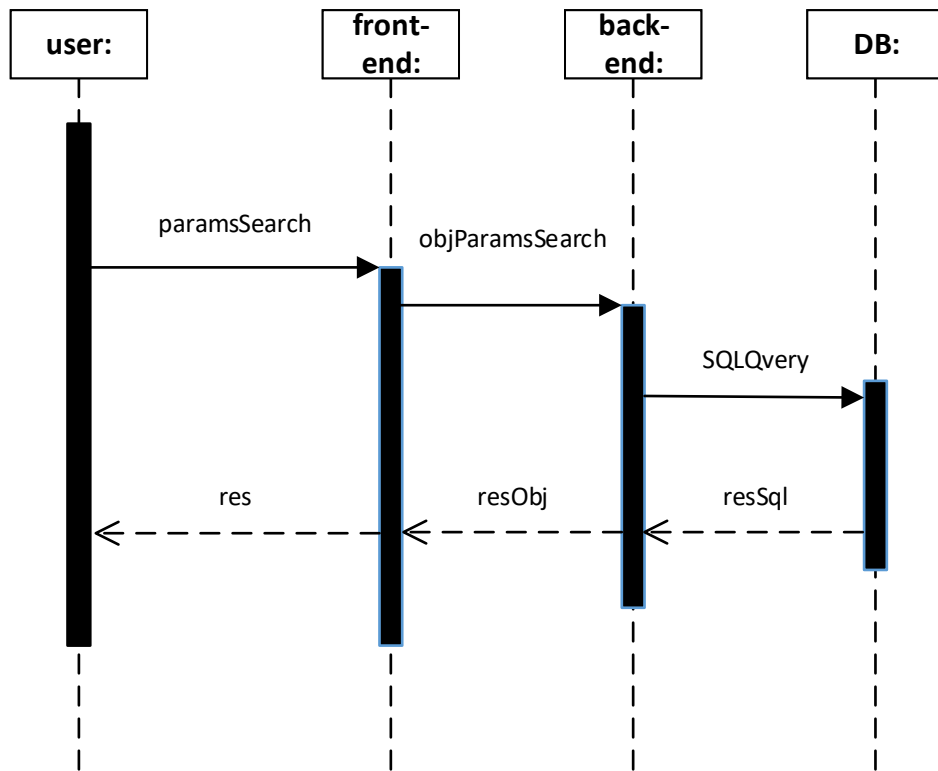 user:
front-
end:
back-
end:
DB:
paramsSearch
objParamsSearch
SQLQvery
res
resObj
resSql